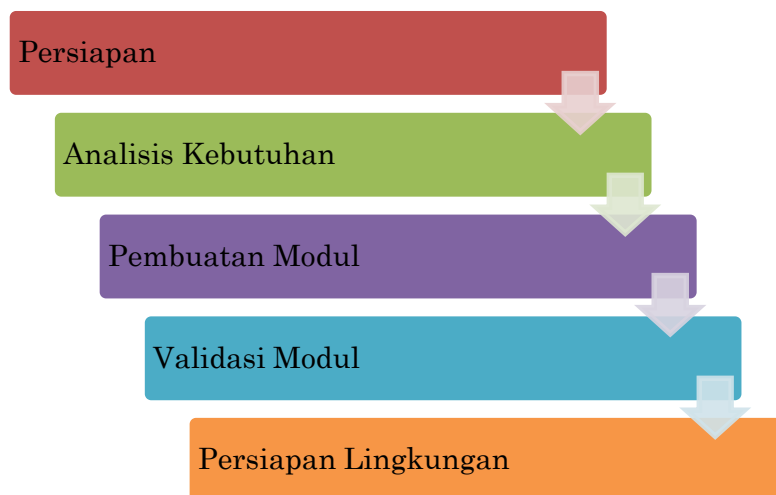 Persiapan
Analisis Kebutuhan
Pembuatan Modul
Validasi Modul
Persiapan Lingkungan